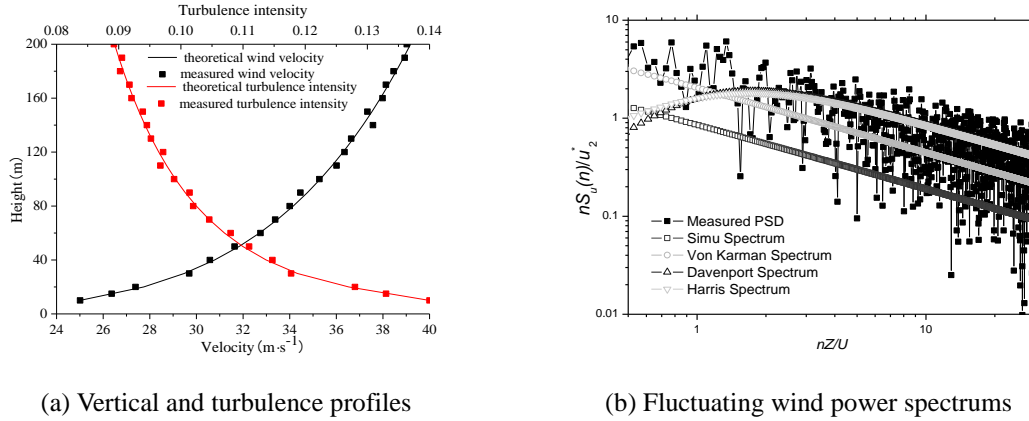 Turbulence intensity
0.08 0.09 0.10 0.11 0.12 0.13 0.14
200
160
120
80
40
0
Height(m)
theoretical wind velocity
measured wind velocity
theoretical turbulence intensity
measured turbulence intensity
24 26 28 30 32 34 36 38 40
Velocity(m·s-1)
(a) Vertical and turbulence profiles
10
1
0.1
0.01
nSu(n)/u*2
Measured PSD
Simu Spectrum
Von Karman Spectrum
Davenport Spectrum
Harris Spectrum
1 10
nZ/U
(b) Fluctuating wind power spectrums